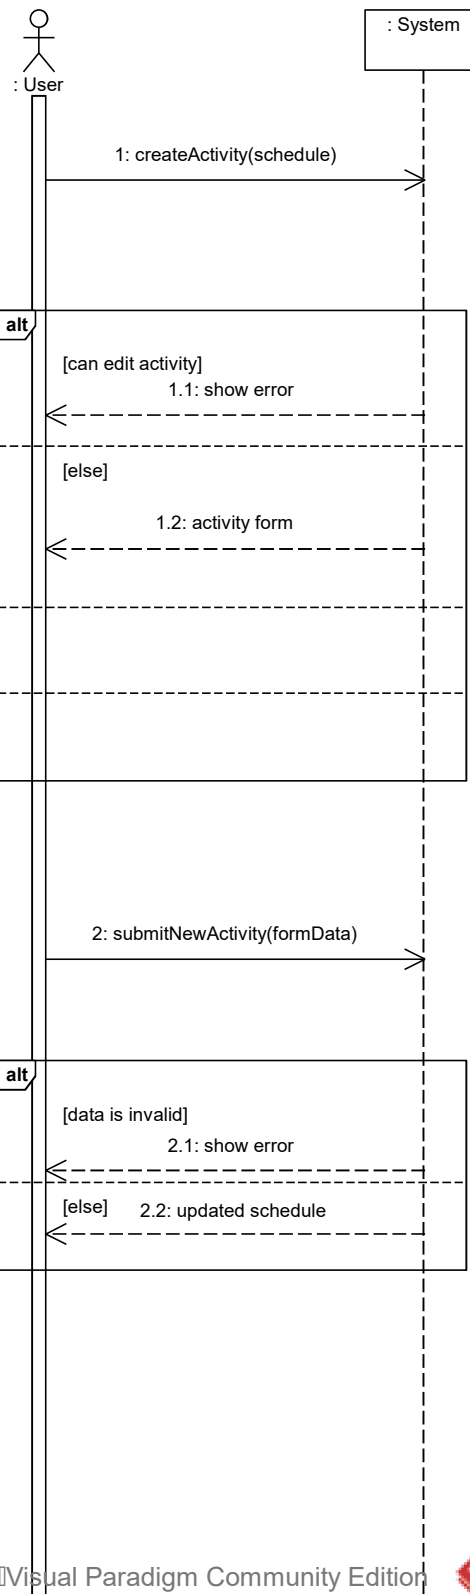 : System
: User
1: createActivity(schedule)
alt
[can edit activity]
1.1: show error
[else]
1.2: activity form
2: submitNewActivity(formData)
alt
[data is invalid]
2.1: show error
[else]
2.2: updated schedule
Visual Paradigm Community Edition